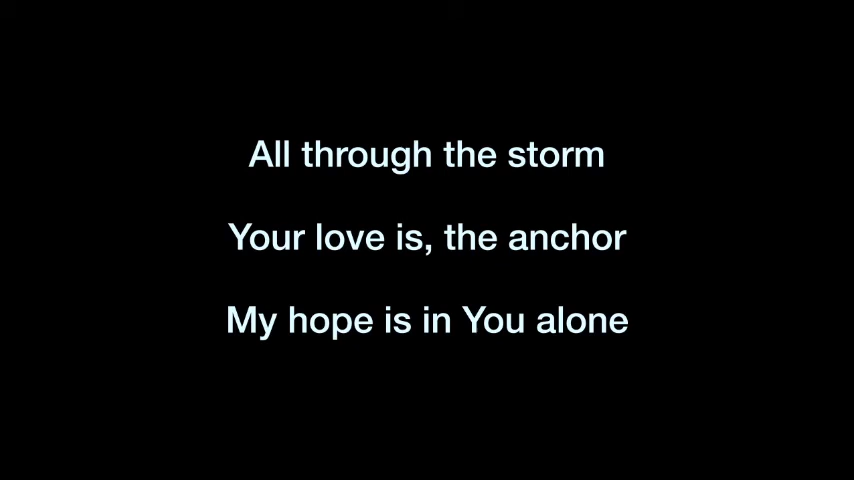 All through the storm
Your love is, the anchor
My hope is in You alone